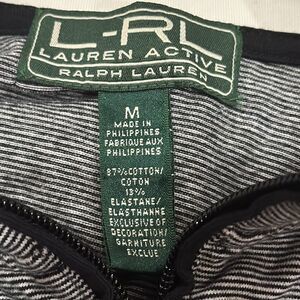 L-RL
LAUREN ACTIVE
RALPH LAUREN
M
MADE IN
PHILIPPINES
FABRIQUE AUX
PHILIPPINES
87% COTTON/
COTON
13%
ELASTANE/
ELASTHANNE
EXCLUSIVE OF
DECORATION/
GARNITURE
EXCLUE